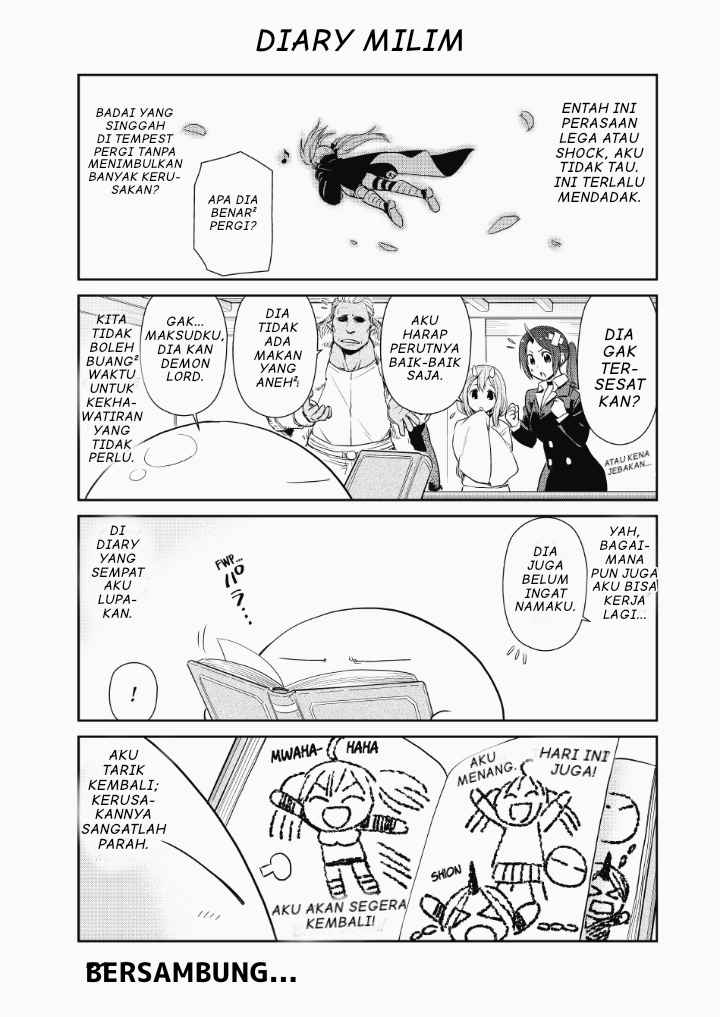 DIARY MILIM
ENTAH INI
PERASAAN
LEGA ATAU
SHOCK, AKU
TIDAK TAU.
INI TERLALU
MENDADAK.
BADAI YANG
SINGGAH
DI TEMPEST
PERGI TANPA
MENIMBULKAN
BANYAK KERU-
SAKAN?
APA DIA
BENAR²
PERGI?
DIA
GAK
TER-
SESAT
KAN?
ATAU KENA
JEBAKAN...
AKU
HARAP
PERUTNYA
BAIK-BAIK
SAJA.
DIA
TIDAK
ADA
MAKAN
YANG
ANEH²,
GAK...
MAKSUDKU,
DIA KAN
DEMON
LORD.
KITA
TIDAK
BOLEH
BUANG²
WAKTU
UNTUK
KEKHA-
WATIRAN
YANG
TIDAK
PERLU.
YAH,
BAGAI-
MANA
PUN JUGA
AKU BISA
KERJA
LAGI...
DIA
JUGA
BELUM
INGAT
NAMAKU.
FWP...
パラ...
DI
DIARY
YANG
SEMPAT
AKU
LUPA-
KAN.
!
HARI INI
JUGA!
AKU
MENANG.
SHION
MWAHA-
HAHA
AKU AKAN SEGERA
KEMBALI!
AKU
TARIK
KEMBALI;
KERUSA-
KANNYA
SANGATLAH
PARAH.
BERSAMBUNG...